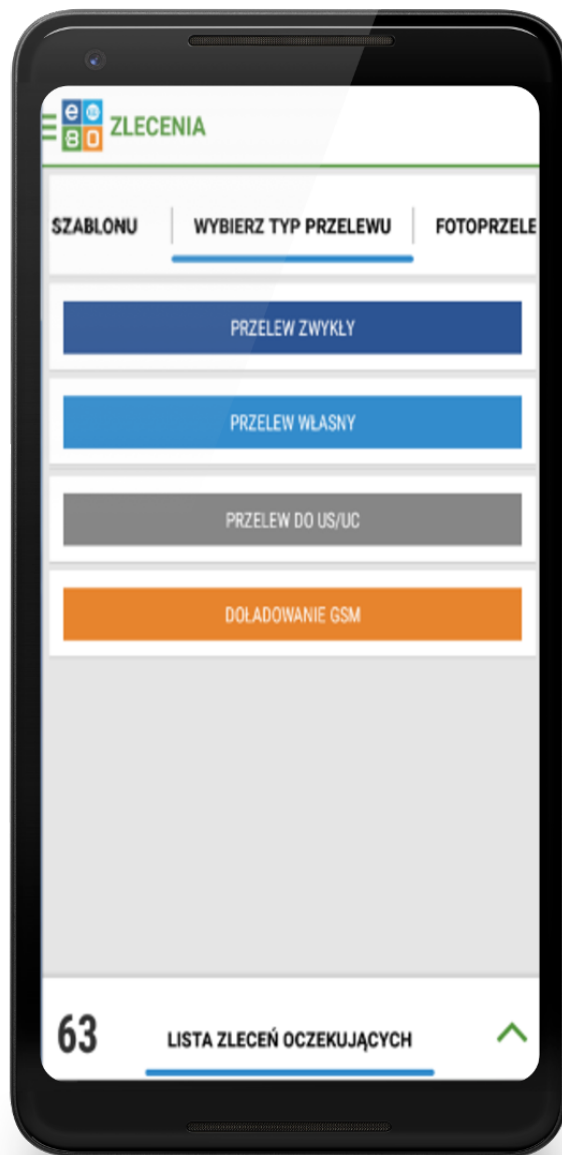 ZLECENIA
SZABLONU WYBIERZ TYP PRZELEWU FOTOPRZELE
PRZELEW ZWYKŁY
PRZELEW WŁASNY
PRZELEW DO US/UC
DOŁADOWANIE GSM
63 LISTA ZLECEŃ OCZEKUJĄCYCH